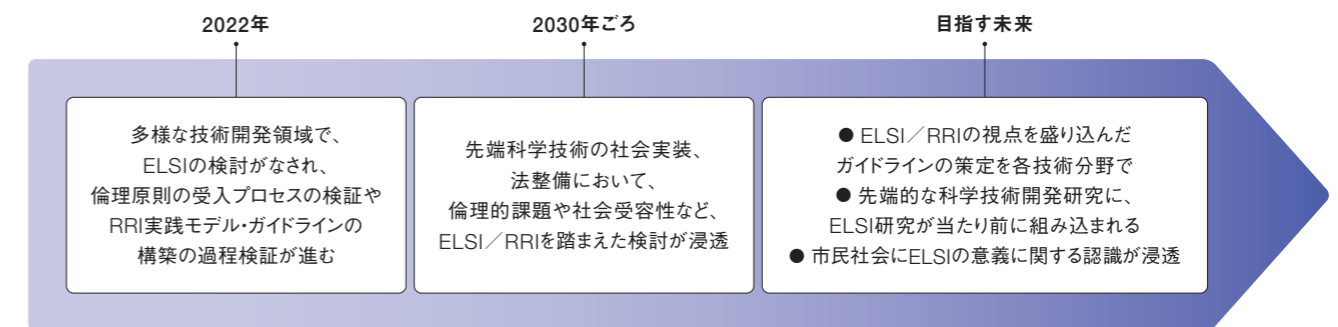 2022年
2030年ごろ
目指す未来
多様な技術開発領域で、
ELSIの検討がなされ、
倫理原則の受入プロセスの検証や
RRI実践モデル・ガイドラインの
構築の過程検証が進む
先端科学技術の社会実装、
法整備において、
倫理的課題や社会受容性など、
ELSI／RRIを踏まえた検討が浸透
● ELSI／RRIの視点を盛り込んだ
ガイドラインの策定を各技術分野で
● 先端的な科学技術開発研究に、
ELSI研究が当たり前に組み込まれる
● 市民社会にELSIの意義に関する認識が浸透